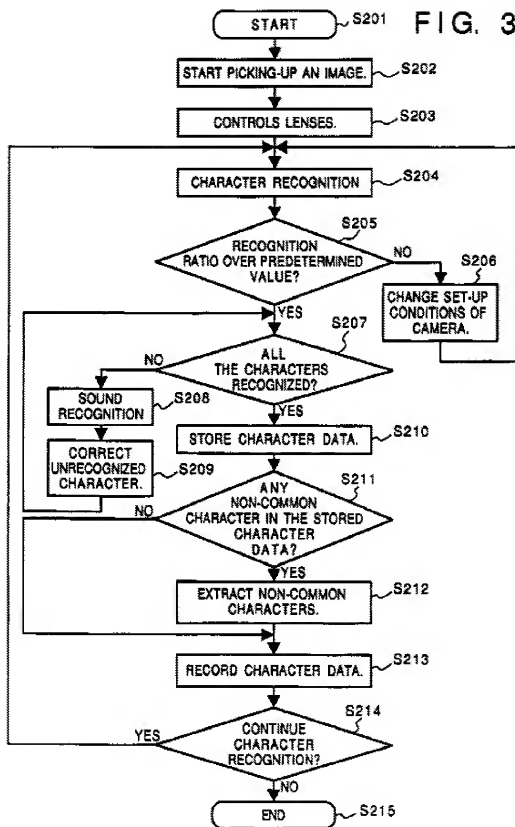 FIG. 3
START
S201
START PICKING-UP AN IMAGE.
S202
CONTROLS LENSES.
S203
CHARACTER RECOGNITION
S204
RECOGNITION
RATIO OVER PREDETERMINED
VALUE?
S205
NO
YES
CHANGE SET-UP
CONDITIONS OF
CAMERA.
S206
ALL
THE CHARACTERS
RECOGNIZED?
S207
NO
YES
SOUND
RECOGNITION
S208
CORRECT
UNRECOGNIZED
CHARACTER.
S209
STORE CHARACTER DATA.
S210
ANY
NON-COMMON
CHARACTER IN THE STORED
CHARACTER
DATA?
S211
NO
YES
EXTRACT NON-COMMON
CHARACTERS.
S212
RECORD CHARACTER DATA.
S213
CONTINUE
CHARACTER
RECOGNITION?
S214
YES
NO
END
S215